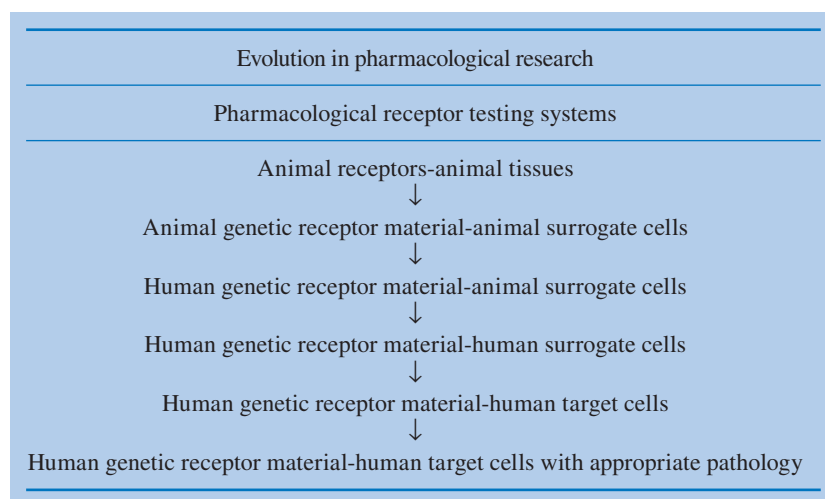 Evolution in pharmacological research
Pharmacological receptor testing systems
Animal receptors-animal tissues
↓
Animal genetic receptor material-animal surrogate cells
↓
Human genetic receptor material-animal surrogate cells
↓
Human genetic receptor material-human surrogate cells
↓
Human genetic receptor material-human target cells
↓
Human genetic receptor material-human target cells with appropriate pathology